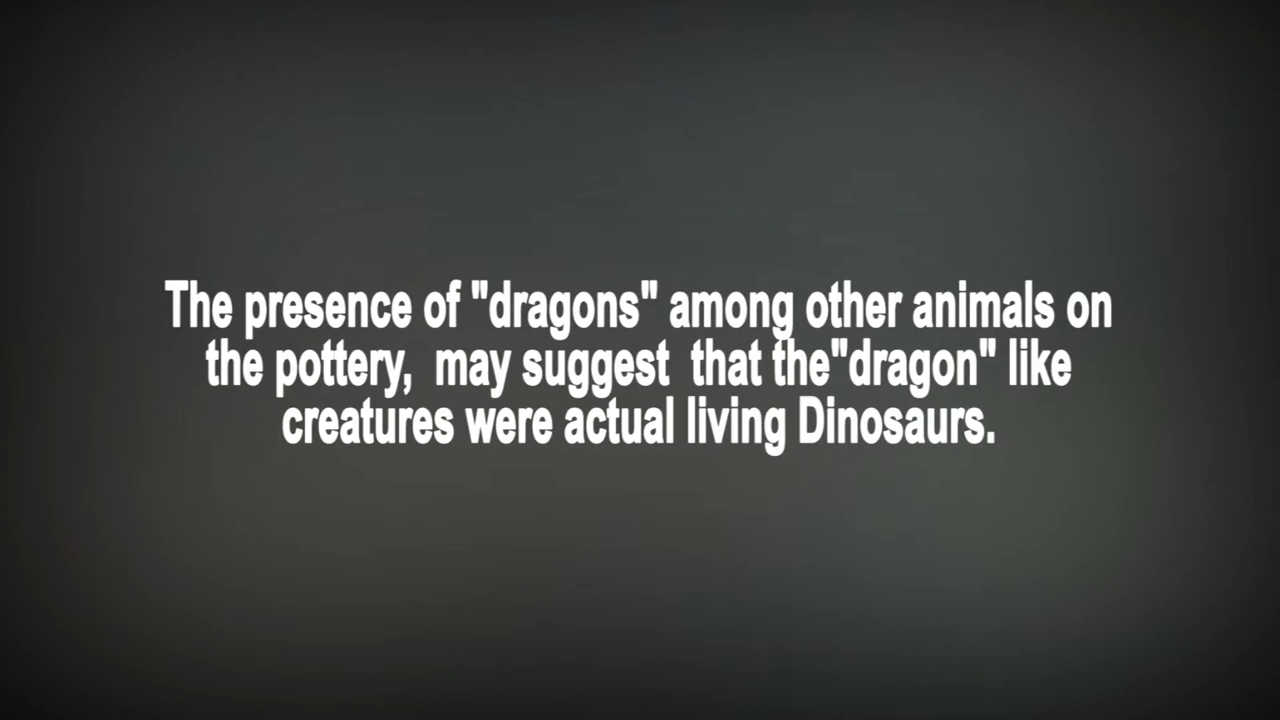 The presence of "dragons" among other animals on
the pottery,  may suggest  that the"dragon" like
creatures were actual living Dinosaurs.